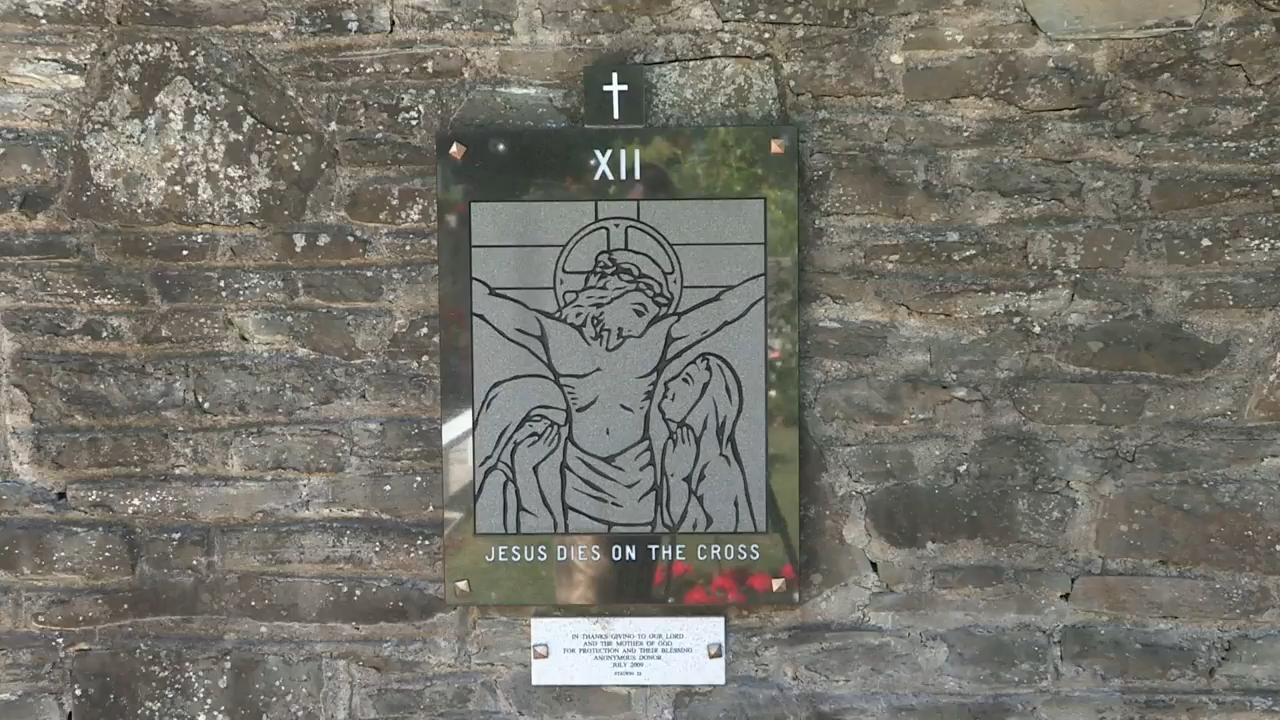 XII
JESUS DIES ON THE CROSS
IN THANKS GIVING TO OUR LORD
AND THE MOTHER OF GOD
FOR PROTECTION AND THEIR BLESSING
ANONYMOUS DONOR
JULY 2009